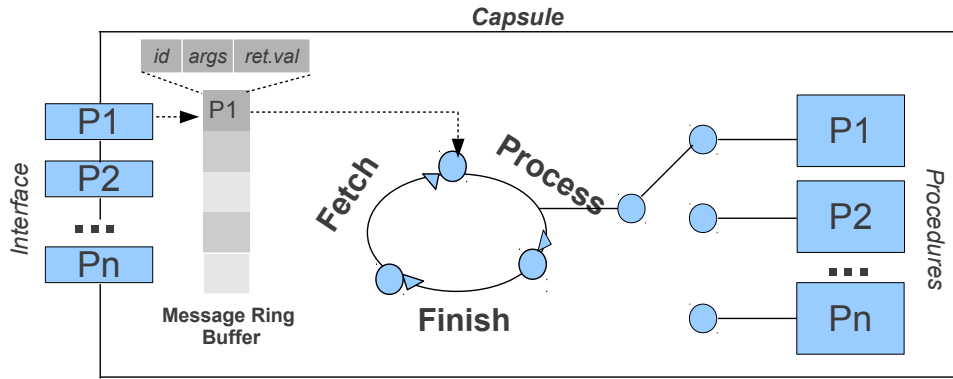 Capsule
id args ret.val
Interface
P1
P2
...
Pn
P1
Message Ring
Buffer
Fetch
Process
Finish
P1
P2
...
Pn
Procedures